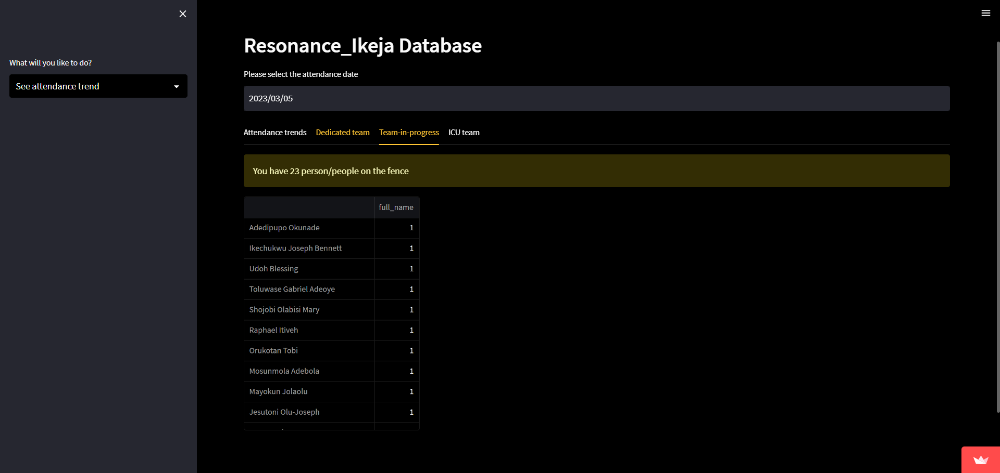 What will you like to do?
See attendance trend
Resonance_Ikeja Database
Please select the attendance date
2023/03/05
Attendance trends Dedicated team Team-in-progress ICU team
You have 23 person/people on the fence
full_name
Adedipupo Okunade 1
Ikechukwu Joseph Bennett 1
Udoh Blessing 1
Toluwase Gabriel Adeoye 1
Shojobi Olabisi Mary 1
Raphael Itiveh 1
Orukotan Tobi 1
Mosunmola Adebola 1
Mayokun Jolaolu 1
Jesutoni Olu-Joseph 1